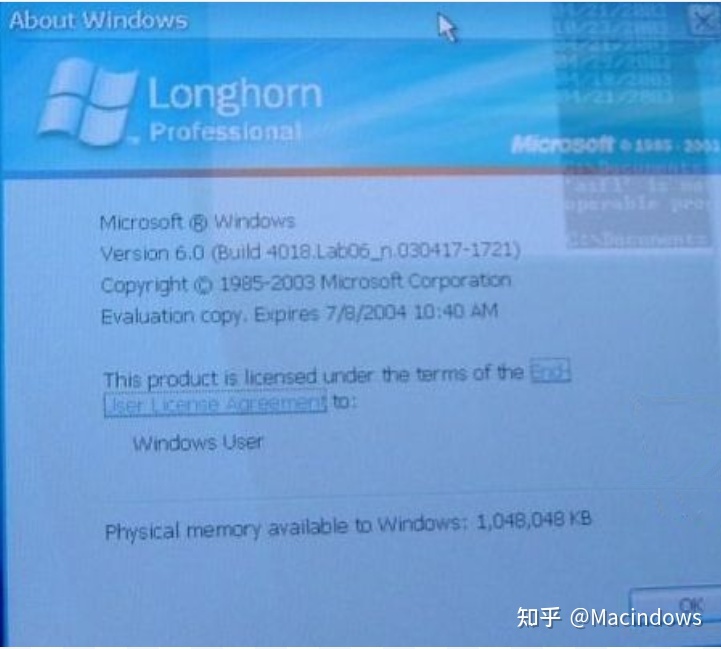 About Windows
Longhorn
Professional
Microsoft © 1985-2003
Microsoft ® Windows
Version 6.0 (Build 4018.Lab06_n.030417-1721)
Copyright © 1985-2003 Microsoft Corporation
Evaluation copy. Expires 7/8/2004 10:40 AM
This product is licensed under the terms of the End-
User License Agreement to:
Windows User
Physical memory available to Windows: 1,048,048 KB
OK
知乎 @Macindows